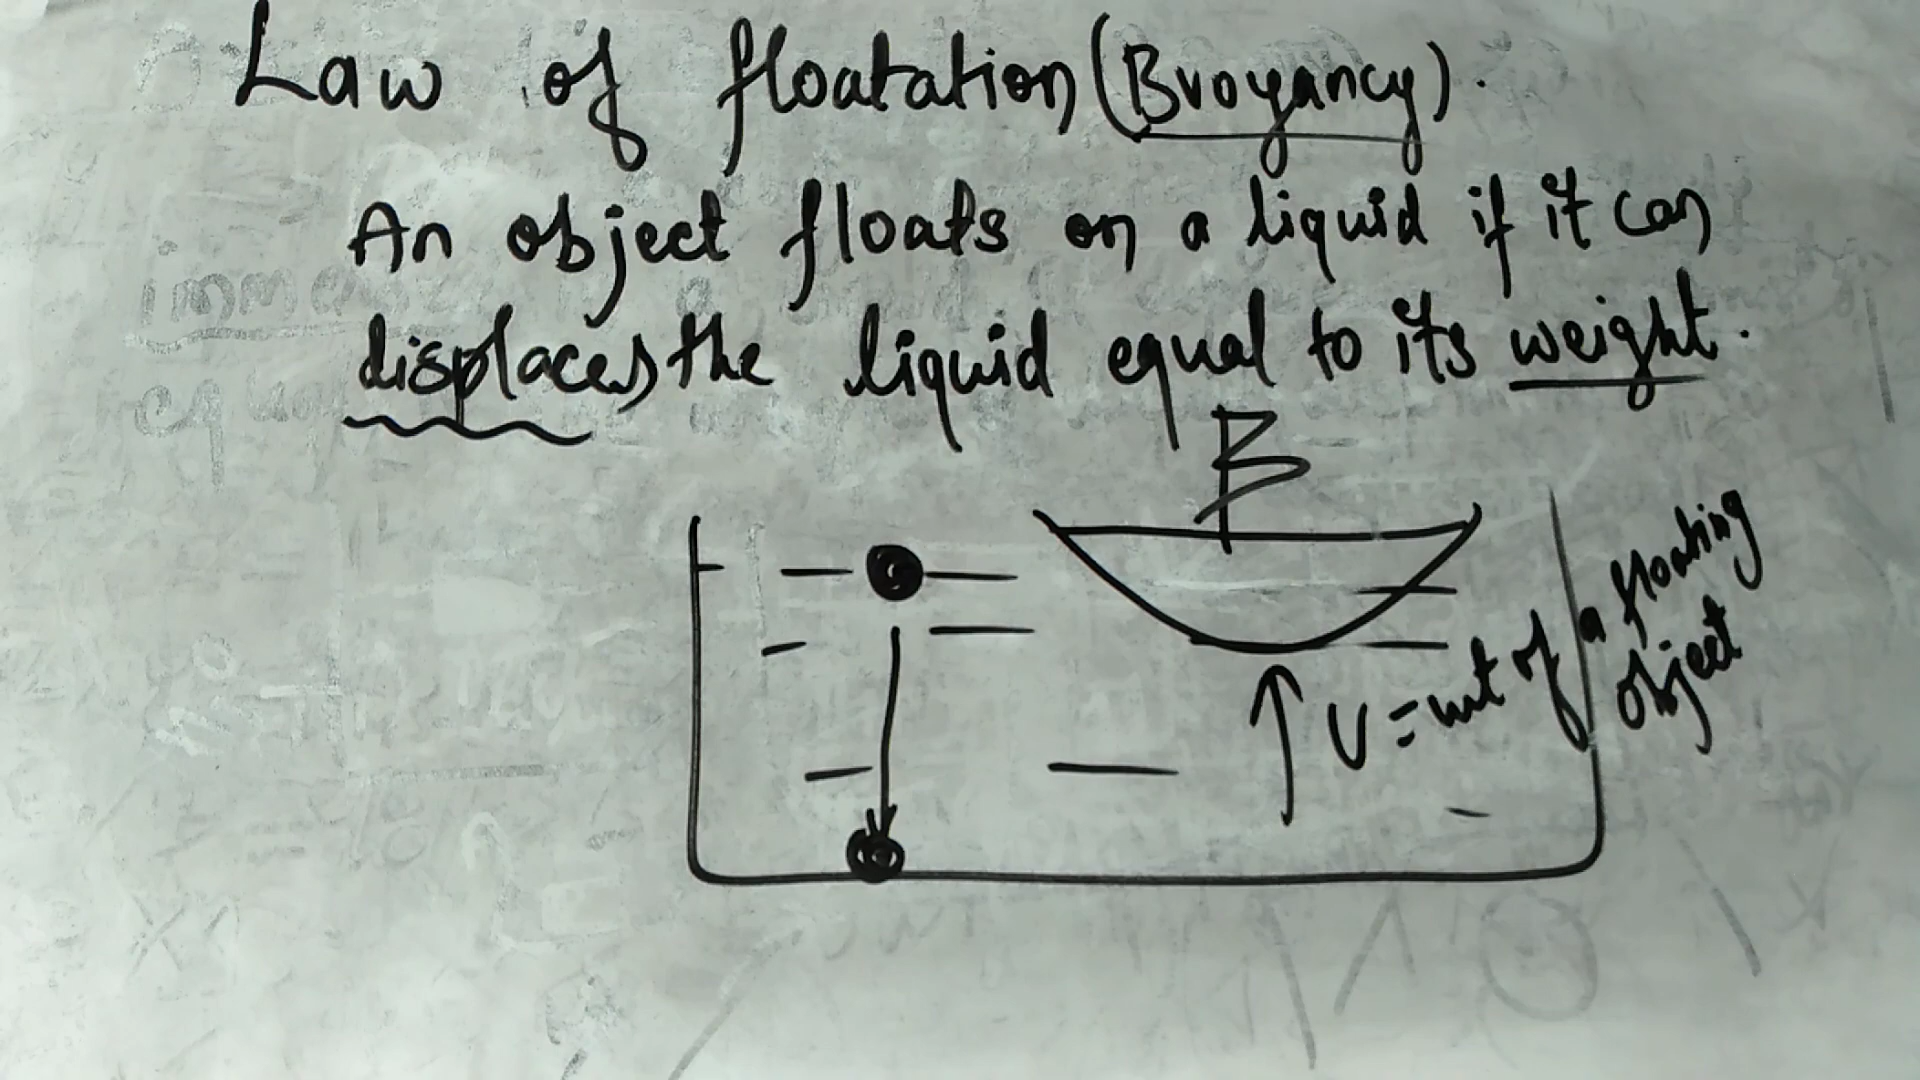 Law of floatation (Buoyancy).
An object floats on a liquid if it can
displaces the liquid equal to its weight.
U = wt of a floating
object